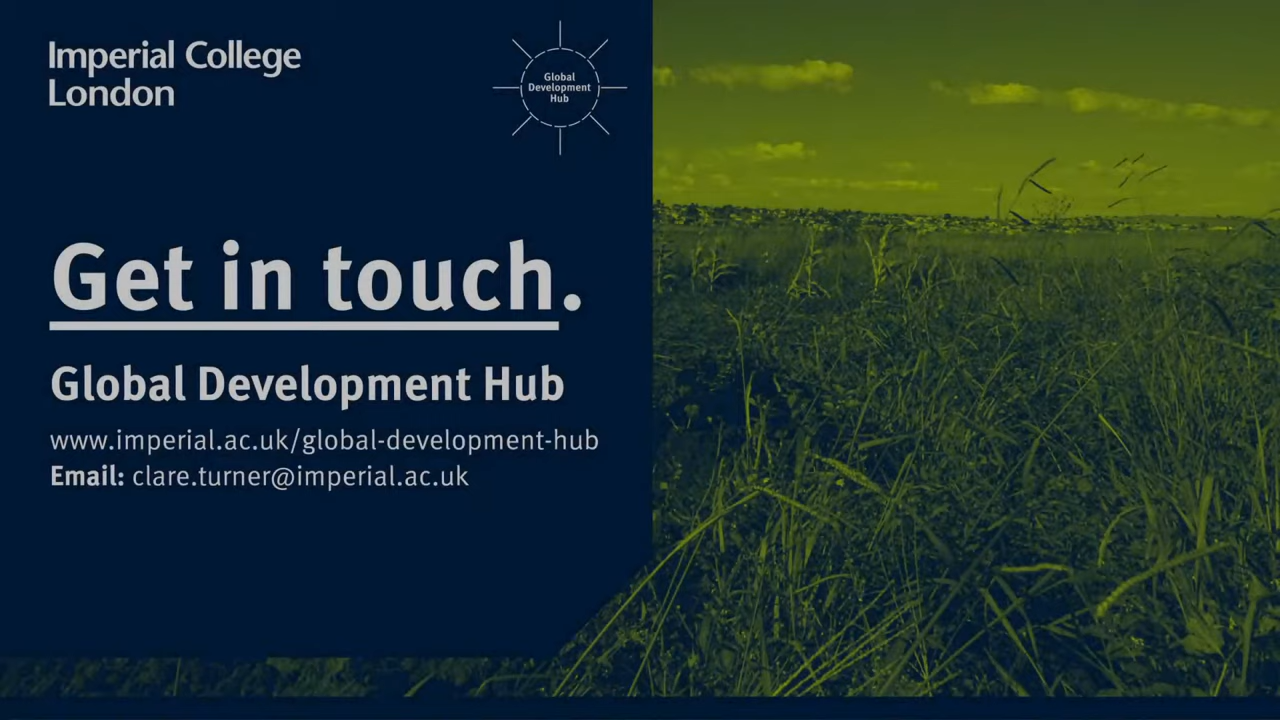 Imperial College
London
Global
Development
Hub
Get in touch.
Global Development Hub
www.imperial.ac.uk/global-development-hub
Email: clare.turner@imperial.ac.uk